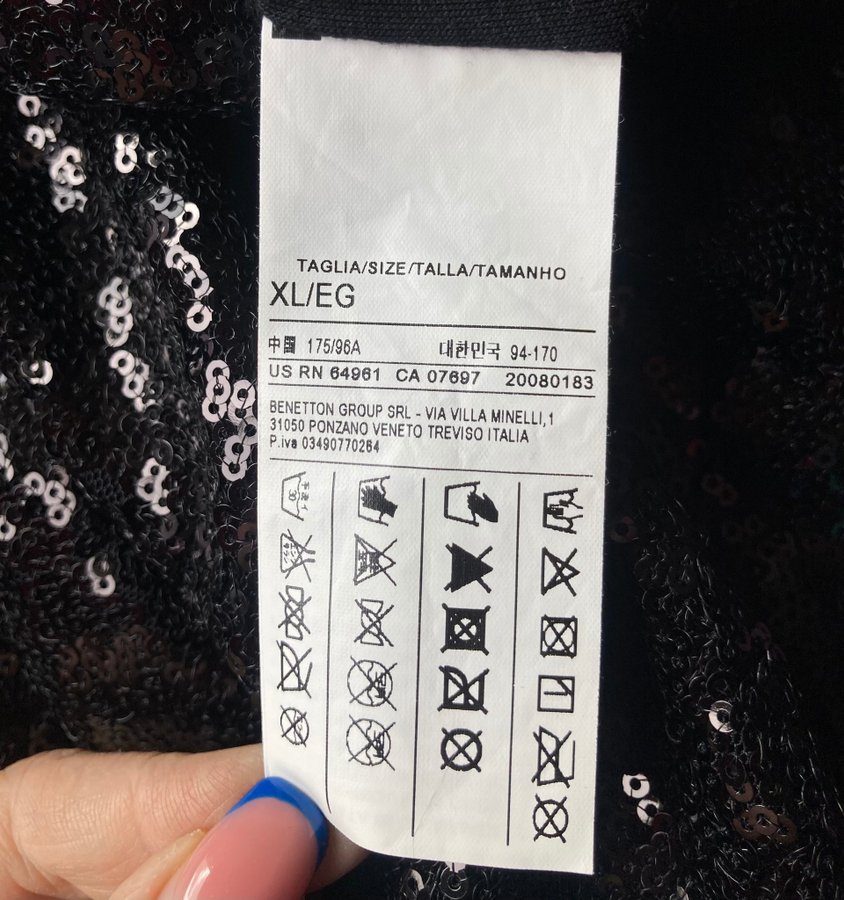 TAGLIA/SIZE/TALLA/TAMANHO
XL/EG
中国 175/96A 대한민국 94-170
US RN 64961 CA 07697 20080183
BENETTON GROUP SRL - VIA VILLA MINELLI,1
31050 PONZANO VENETO TREVISO ITALIA
P.iva 03490770264